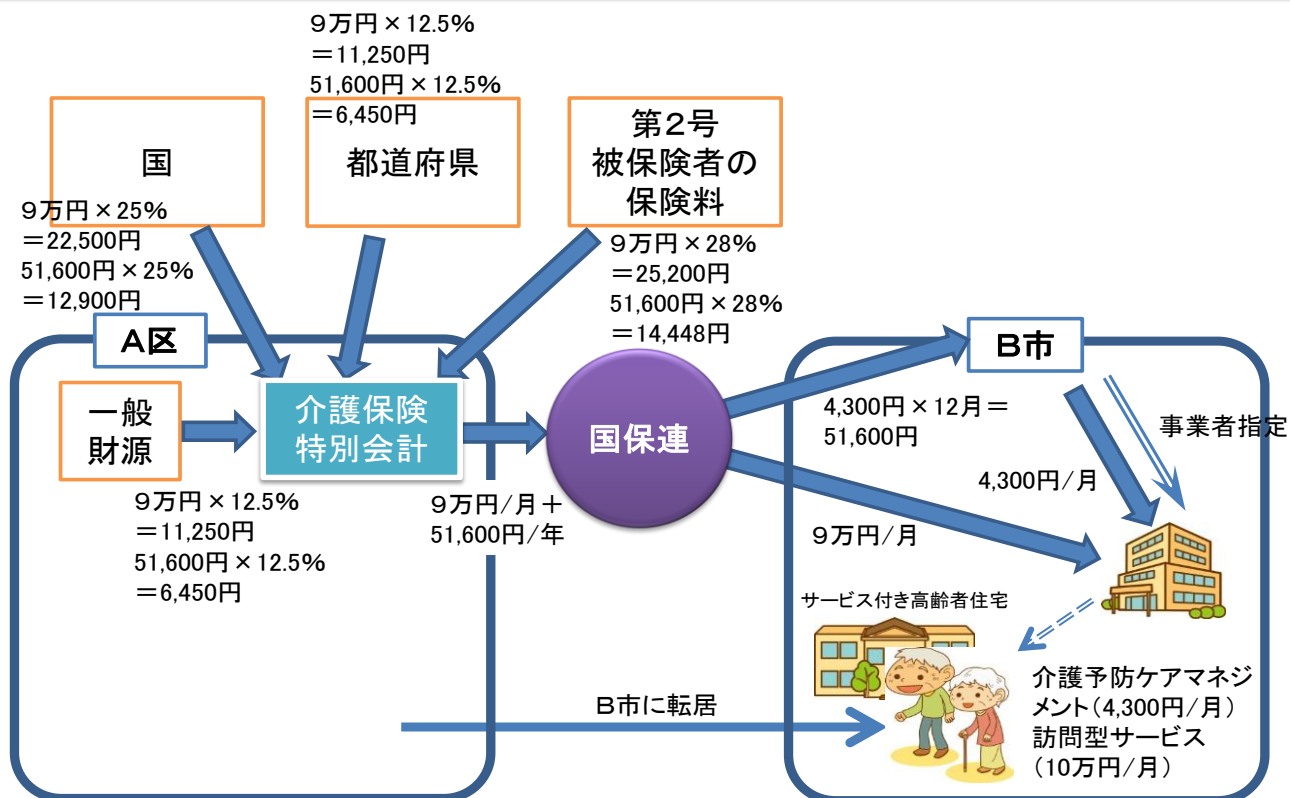 9万円×12.5%
＝11,250円
51,600円×12.5%
＝6,450円
国
都道府県
第2号
被保険者の
保険料
9万円×25%
＝22,500円
51,600円×25%
＝12,900円
9万円×28%
＝25,200円
51,600円×28%
＝14,448円
A区
B市
一般
財源
介護保険
特別会計
国保連
4,300円×12月＝
51,600円
事業者指定
4,300円/月
9万円×12.5%
＝11,250円
51,600円×12.5%
＝6,450円
9万円/月＋
51,600円/年
9万円/月
サービス付き高齢者住宅
B市に転居
介護予防ケアマネジ
メント(4,300円/月)
訪問型サービス
(10万円/月)